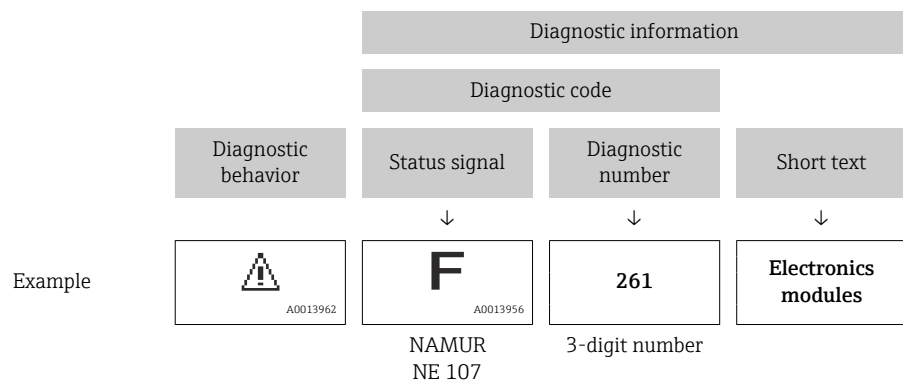 Diagnostic information
Diagnostic code
Diagnostic
behavior
Status signal
Diagnostic
number
Short text
↓ ↓ ↓
Example
A0013962
F
A0013956
261
Electronics
modules
NAMUR
NE 107
3-digit number